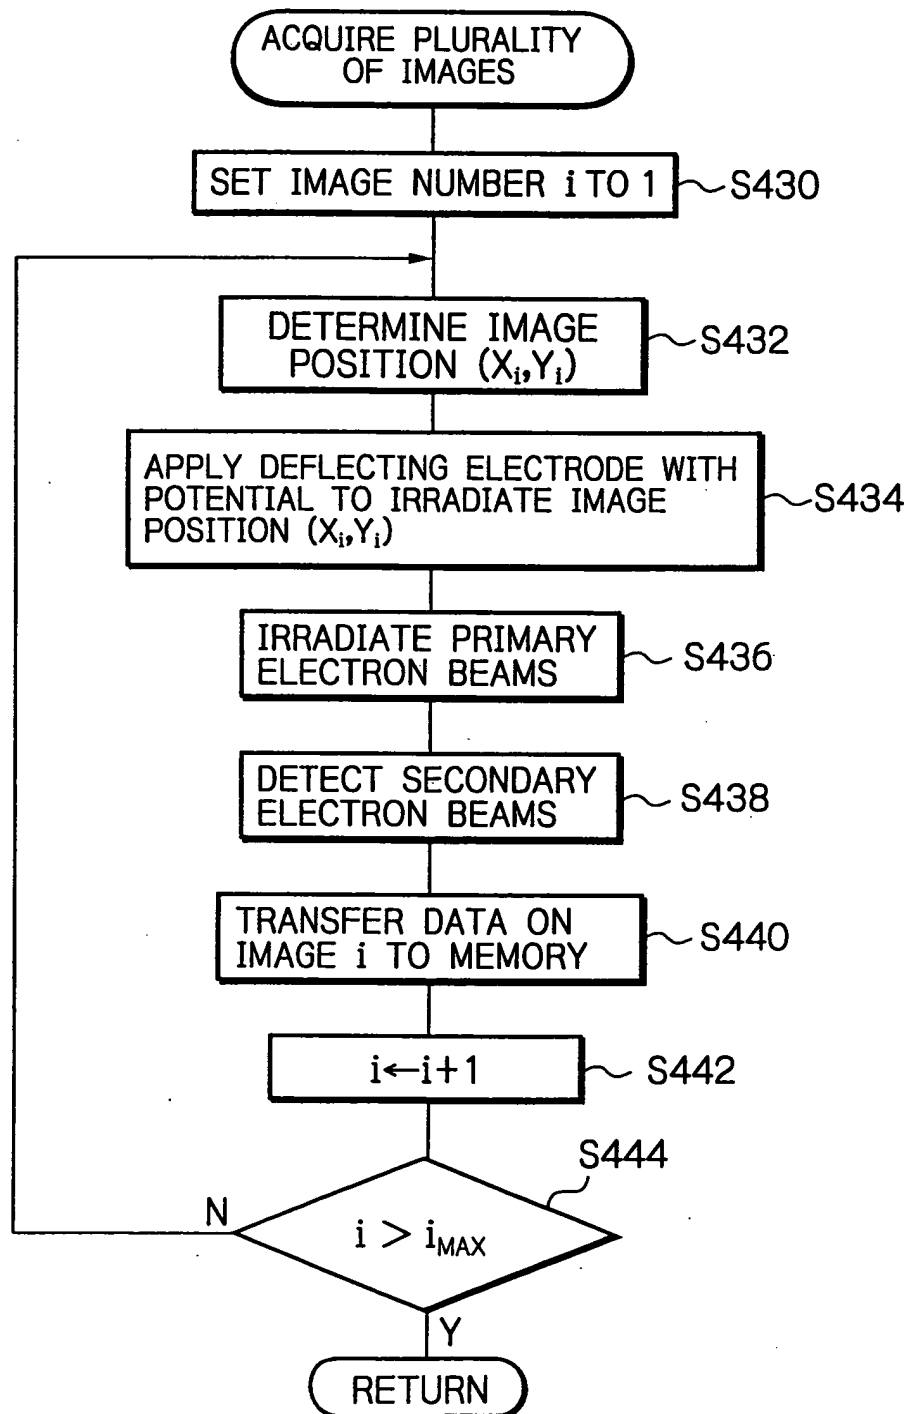 ACQUIRE PLURALITY
OF IMAGES
SET IMAGE NUMBER i TO 1
S430
DETERMINE IMAGE
POSITION (Xi,Yi)
S432
APPLY DEFLECTING ELECTRODE WITH
POTENTIAL TO IRRADIATE IMAGE
POSITION (Xi,Yi)
S434
IRRADIATE PRIMARY
ELECTRON BEAMS
S436
DETECT SECONDARY
ELECTRON BEAMS
S438
TRANSFER DATA ON
IMAGE i TO MEMORY
S440
i←i+1
S442
S444
N
i > iMAX
Y
RETURN